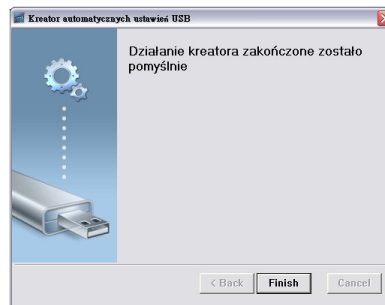 Kreator automatycznych ustawień USB
Działanie kreatora zakończone zostało
pomyślnie
< Back Finish Cancel